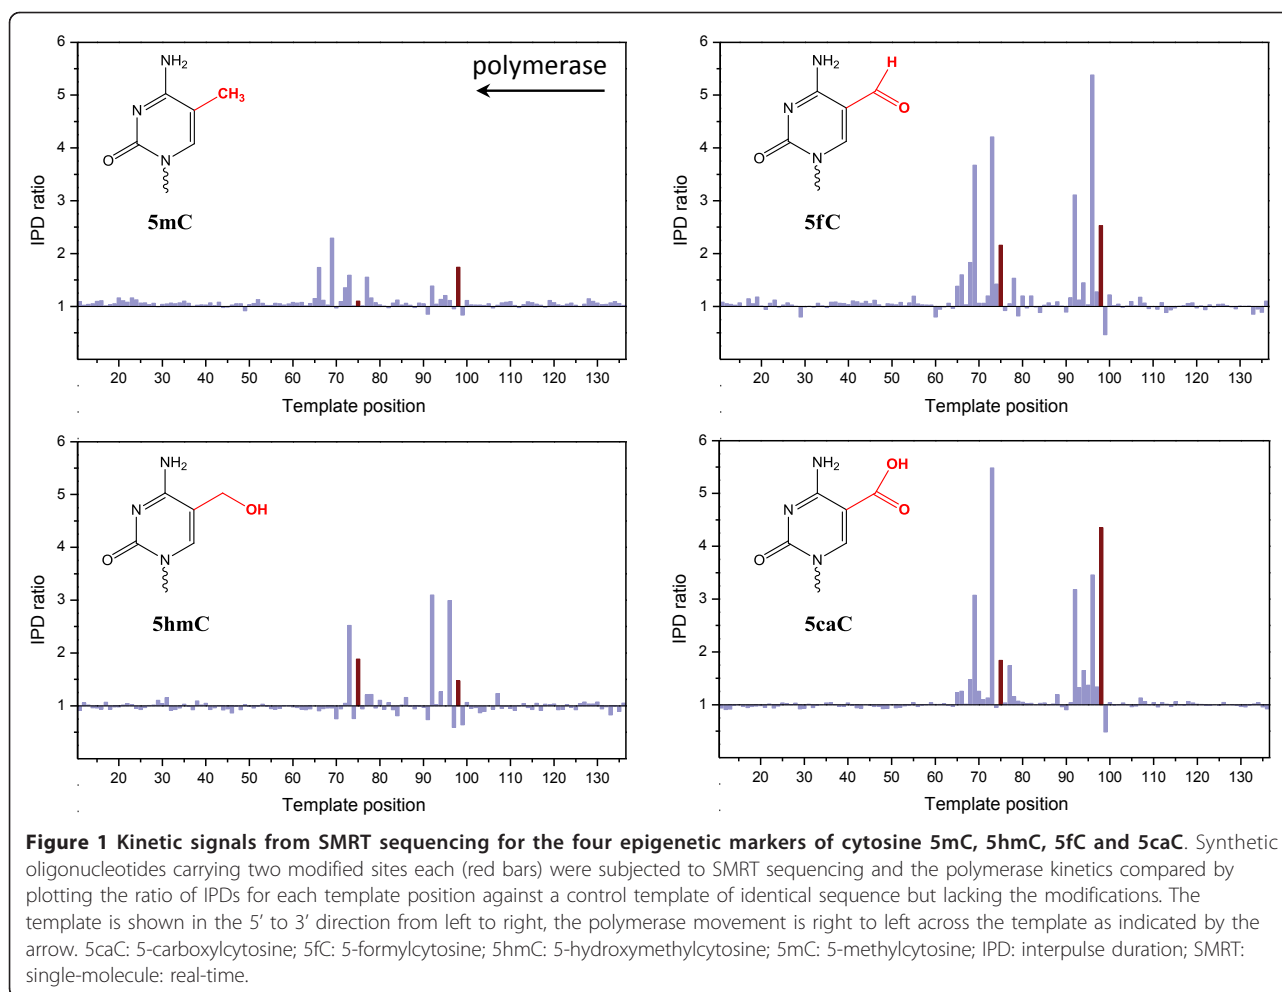 6
5
4
3
2
1
IPD ratio
NH2
CH3
N
O
N
5mC
polymerase
20 30 40 50 60 70 80 90 100 110 120 130
Template position
6
5
4
3
2
1
IPD ratio
NH2
H
N
O
O
N
5fC
20 30 40 50 60 70 80 90 100 110 120 130
Template position
6
5
4
3
2
1
IPD ratio
NH2
N
OH
O
N
5hmC
20 30 40 50 60 70 80 90 100 110 120 130
Template position
6
5
4
3
2
1
IPD ratio
NH2
OH
N
O
O
N
5caC
20 30 40 50 60 70 80 90 100 110 120 130
Template position
Figure 1 Kinetic signals from SMRT sequencing for the four epigenetic markers of cytosine 5mC, 5hmC, 5fC and 5caC. Synthetic
oligonucleotides carrying two modified sites each (red bars) were subjected to SMRT sequencing and the polymerase kinetics compared by
plotting the ratio of IPDs for each template position against a control template of identical sequence but lacking the modifications. The
template is shown in the 5′ to 3′ direction from left to right, the polymerase movement is right to left across the template as indicated by the
arrow. 5caC: 5-carboxylcytosine; 5fC: 5-formylcytosine; 5hmC: 5-hydroxymethylcytosine; 5mC: 5-methylcytosine; IPD: interpulse duration; SMRT:
single-molecule: real-time.